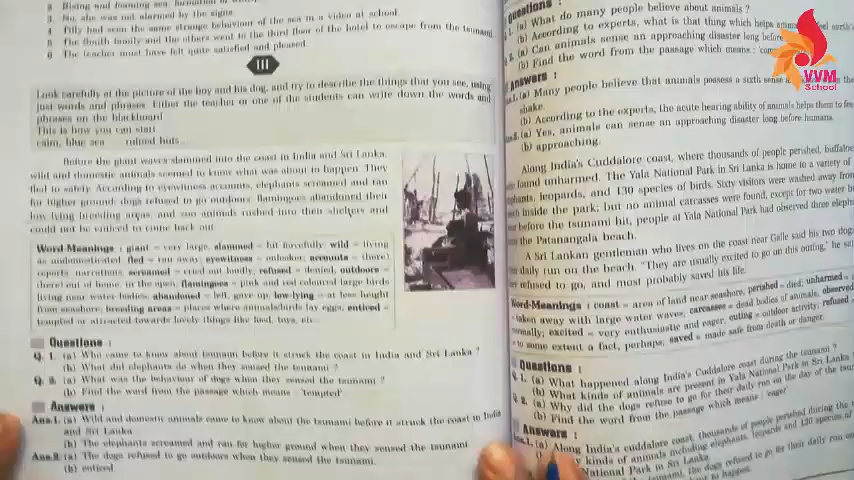 2 Rising and foaming sea,
3. No, she was not alarmed by the signs.
4 Tilly had seen the same strange behaviour of the sea in a video at school.
5 The Smith family and the others went to the third floor of the hotel to escape from the tsunami.
6 The teacher must have felt quite satisfied and pleased.
III
Look carefully at the picture of the boy and his dog, and try to describe the things that you see, using
just words and phrases. Either the teacher or one of the students can write down the words and
phrases on the blackboard
This is how you can start
calm, blue sea ruined huts...
Before the giant waves slammed into the coast in India and Sri Lanka,
wild and domestic animals seemed to know what was about to happen. They
fled to safety. According to eyewitness accounts, elephants screamed and ran
for higher ground; dogs refused to go outdoors, flamingoes abandoned their
low lying breeding areas, and zoo animals rushed into their shelters and
could not be enticed to come back out.
Word-Meanings : giant = very large, slammed = hit forcefully, wild = living
as undomesticated, fled = ran away, eyewitness = onlooker, accounts = (here)
reports, narrations, screamed = cried out loudly, refused = denied, outdoors =
(here) out of home, in the open, flamingoes = pink and red coloured large birds
living near water bodies, abandoned = left, gave up, low-lying = at less height
from seashore, breeding areas = places where animals/birds lay eggs, enticed =
tempted or attracted towards lovely things like food, toys, etc.
Questions :
Q. 1. (a) Who came to know about tsunami before it struck the coast in India and Sri Lanka ?
(b) What did elephants do when they sensed the tsunami ?
Q. 2. (a) What was the behaviour of dogs when they sensed the tsunami ?
(b) Find the word from the passage which means : 'tempted'
Answers :
Ans.1. (a) Wild and domestic animals came to know about the tsunami before it struck the coast in India
and Sri Lanka
(b) The elephants screamed and ran for higher ground when they sensed the tsunami
Ans.2. (a) The dogs refused to go outdoors when they sensed the tsunami.
(b) enticed
Questions :
1. (a) What do many people believe about animals ?
(b) According to experts, what is that thing which helps feel earth's
2. (a) Can animals sense an approaching disaster long before
(b) Find the word from the passage which means :
Answers :
Ans.1. (a) Many people believe that animals possess a sixth sense the
shake.
(b) According to the experts, the acute hearing ability of animals helps them to
Ans.2. (a) Yes, animals can sense an approaching disaster long before humans.
(b) approaching.
Along India's Cuddalore coast, where thousands of people perished, buffaloes
found unharmed. The Yala National Park in Sri Lanka is home to a variety of
leopards, and 130 species of birds. Sixty visitors were washed away from
inside the park; but no animal carcasses were found, except for two water
before the tsunami hit, people at Yala National Park had observed three
the Patanangala beach.
A Sri Lankan gentleman who lives on the coast near Galle said his two dogs
daily run on the beach. "They are usually excited to go on this outing," he
refused to go, and most probably saved his life.
Word-Meanings : coast = area of land near seashore, perished = died, unharmed =
taken away with large water waves; carcasses = dead bodies of animals, observed
excited = very enthusiastic and eager, outing = outdoor activity, refused =
to some extent a fact, perhaps; saved = made safe from death or danger.
Questions :
Q. 1. (a) What happened along India's Cuddalore coast during the tsunami ?
(b) What kinds of animals are present in Yala National Park in Sri Lanka ?
Q. 2. (a) Why did the dogs refuse to go for their daily run on the day of the
(b) Find the word from the passage which means : 'eager'
Answers :
Ans.1. (a) Along India's cuddalore coast, thousands of people perished during the
kinds of animals including elephants, leopards and 130 species of
National Park in Sri Lanka.
the tsunami, the dogs refused to go for their daily run on
to happen.
VVM
School